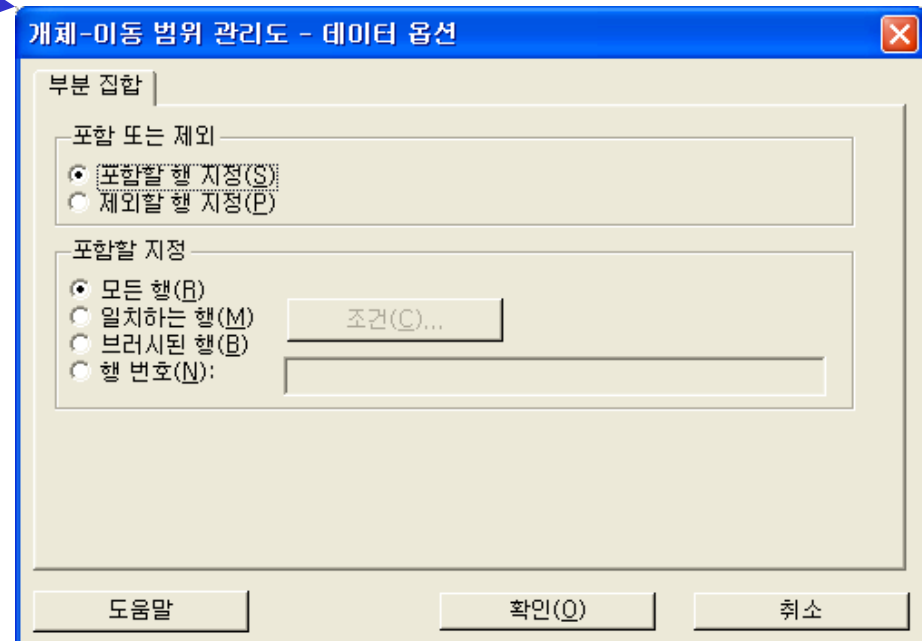 개체-이동 범위 관리도 - 데이터 옵션
부분 집합
포함 또는 제외
포함할 행 지정(S)
제외할 행 지정(P)
포함할 지정
모든 행(R)
일치하는 행(M)
조건(C)...
브러시된 행(B)
행 번호(N):
도움말
확인(O)
취소